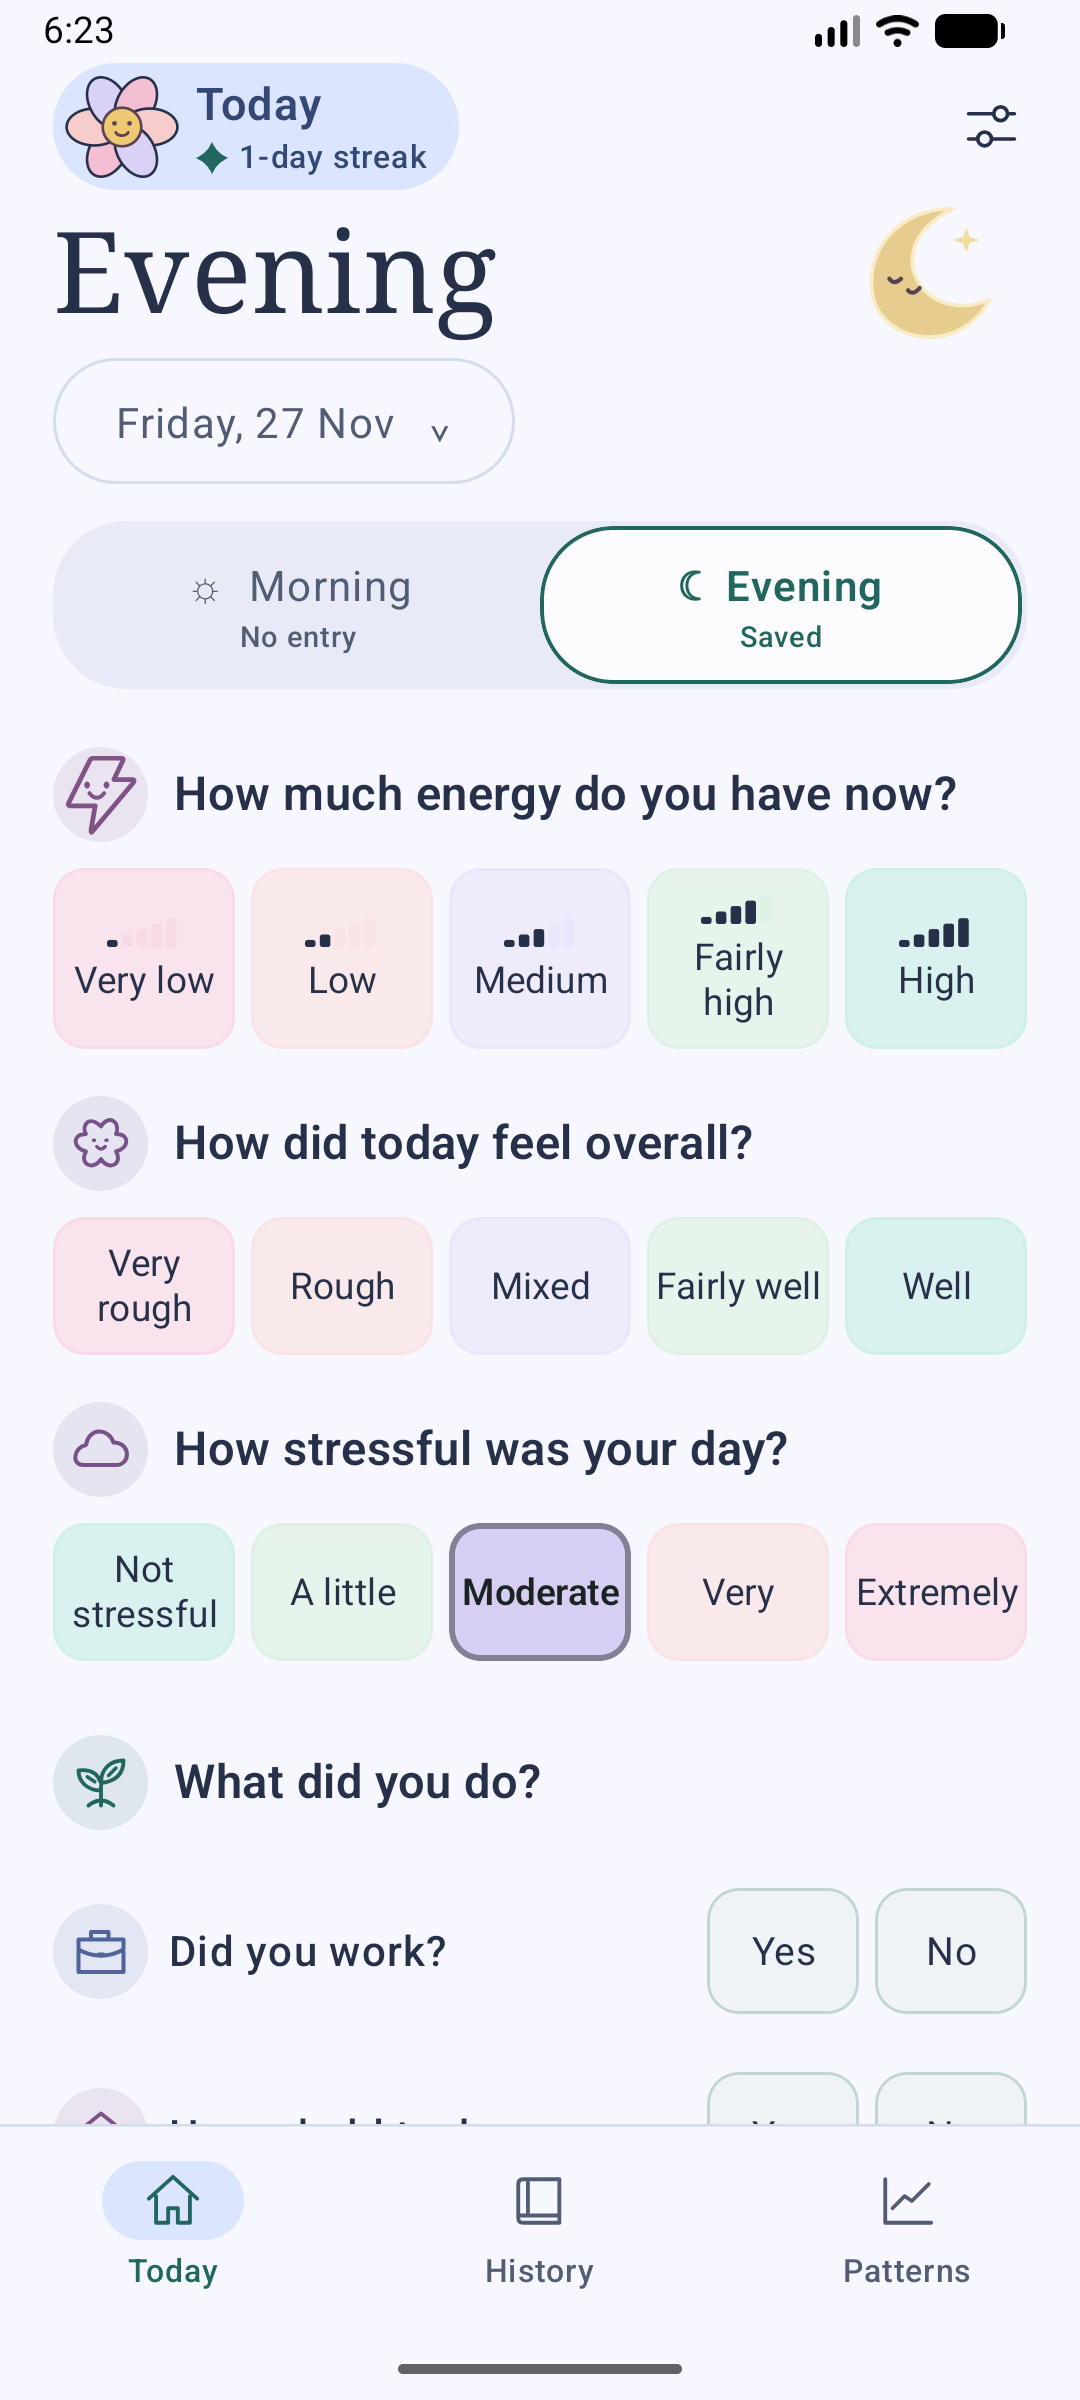 6:23
Today
1-day streak
Evening
Friday, 27 Nov
Morning
No entry
Evening
Saved
How much energy do you have now?
Very low
Low
Medium
Fairly
high
High
How did today feel overall?
Very
rough
Rough
Mixed
Fairly well
Well
How stressful was your day?
Not
stressful
A little
Moderate
Very
Extremely
What did you do?
Did you work?
Yes
No
Today
History
Patterns